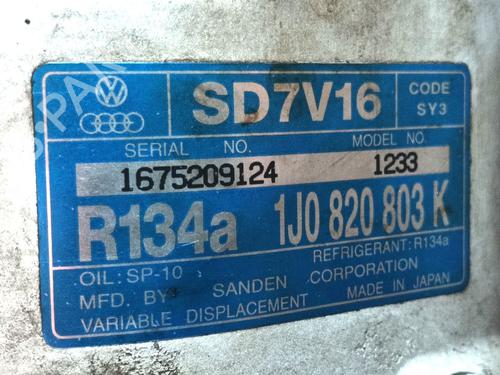 SD7V16
CODE
SY3
SERIAL NO. MODEL NO.
1675209124 1233
R134a 1J0 820 803 K
REFRIGERANT:R134a
OIL:SP-10
MFD. BY SANDEN CORPORATION
VARIABLE DISPLACEMENT MADE IN JAPAN